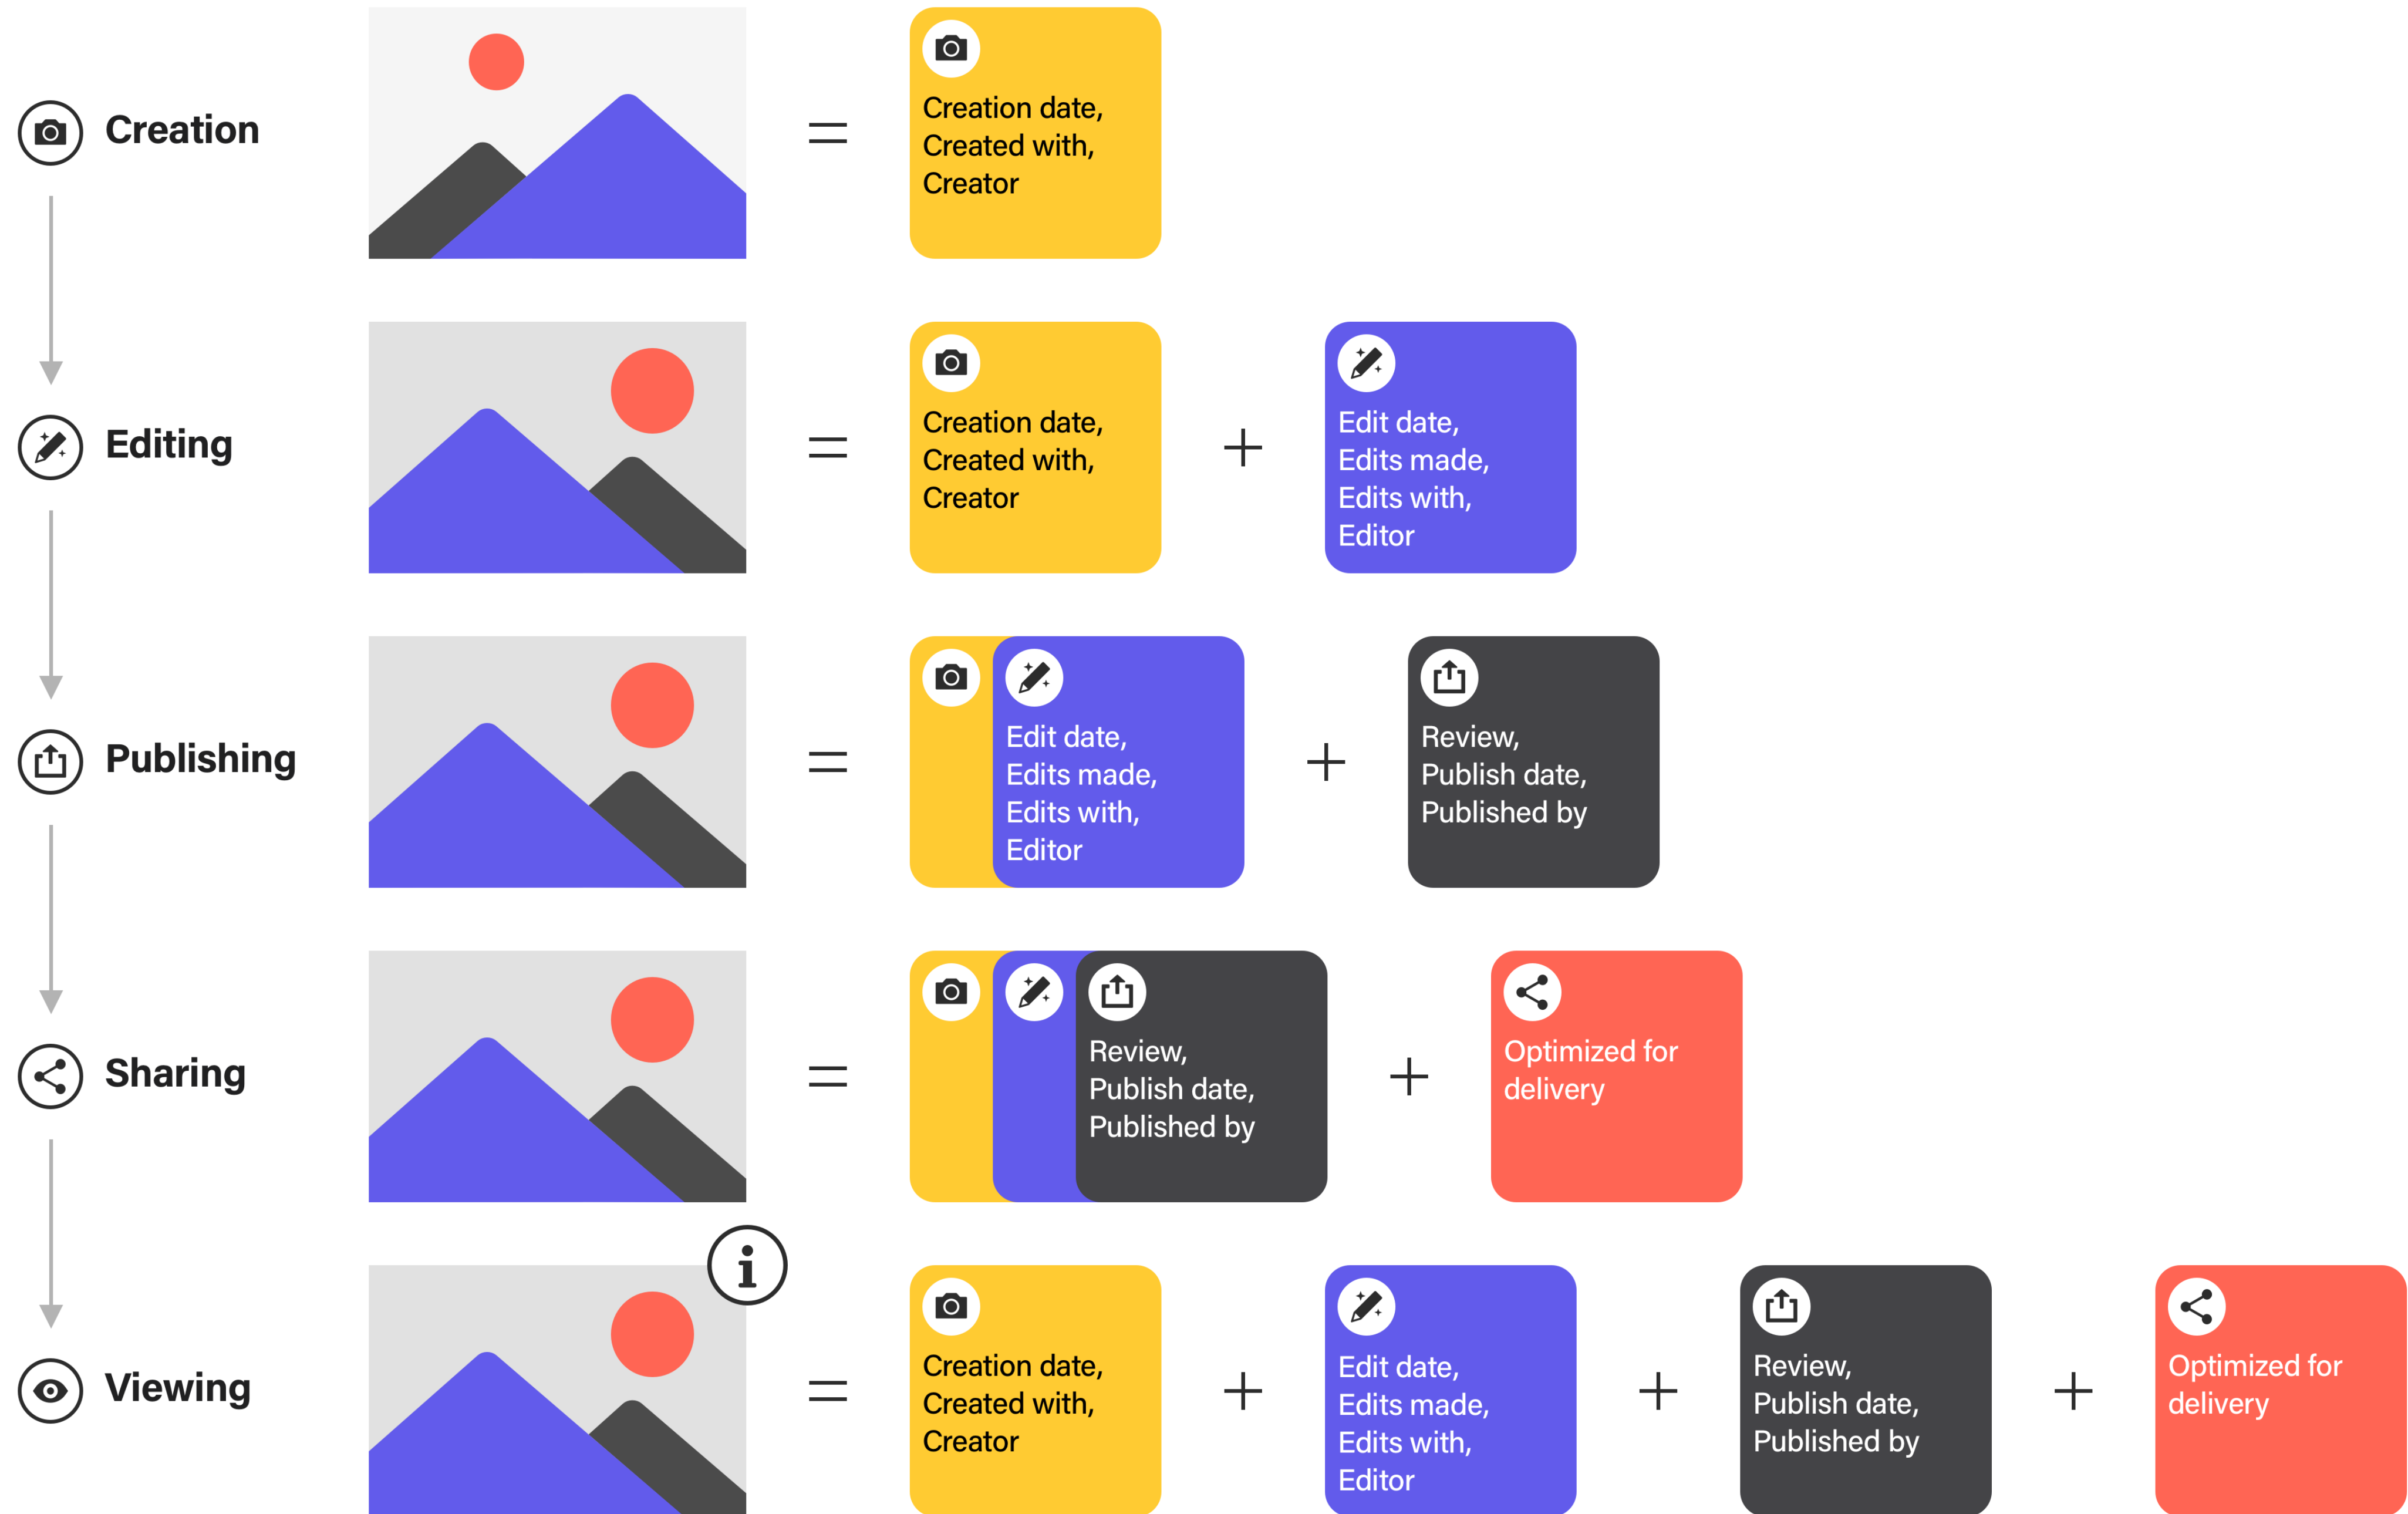 Creation
Creation date,
Created with,
Creator
Editing
Creation date,
Created with,
Creator
Edit date,
Edits made,
Edits with,
Editor
Publishing
Edit date,
Edits made,
Edits with,
Editor
Review,
Publish date,
Published by
Sharing
Review,
Publish date,
Published by
Optimized for
delivery
i
Viewing
Creation date,
Created with,
Creator
Edit date,
Edits made,
Edits with,
Editor
Review,
Publish date,
Published by
Optimized for
delivery